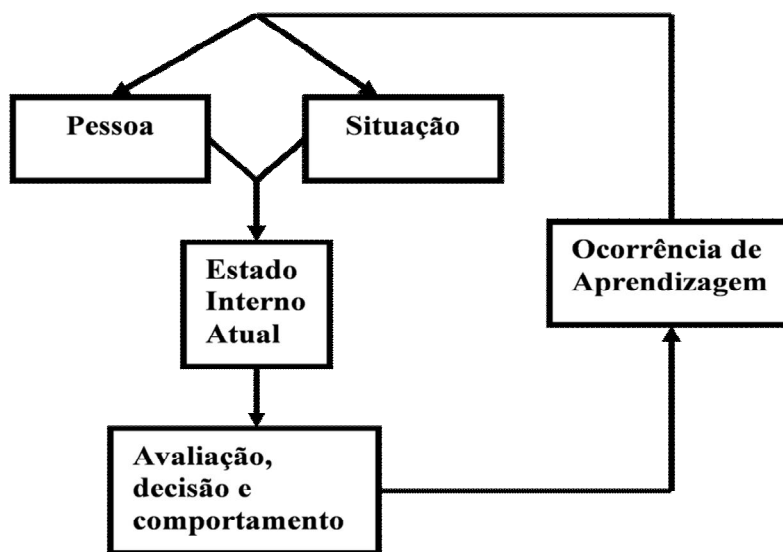 Pessoa
Situação
Estado
Interno
Atual
Ocorrência de
Aprendizagem
Avaliação,
decisão e
comportamento